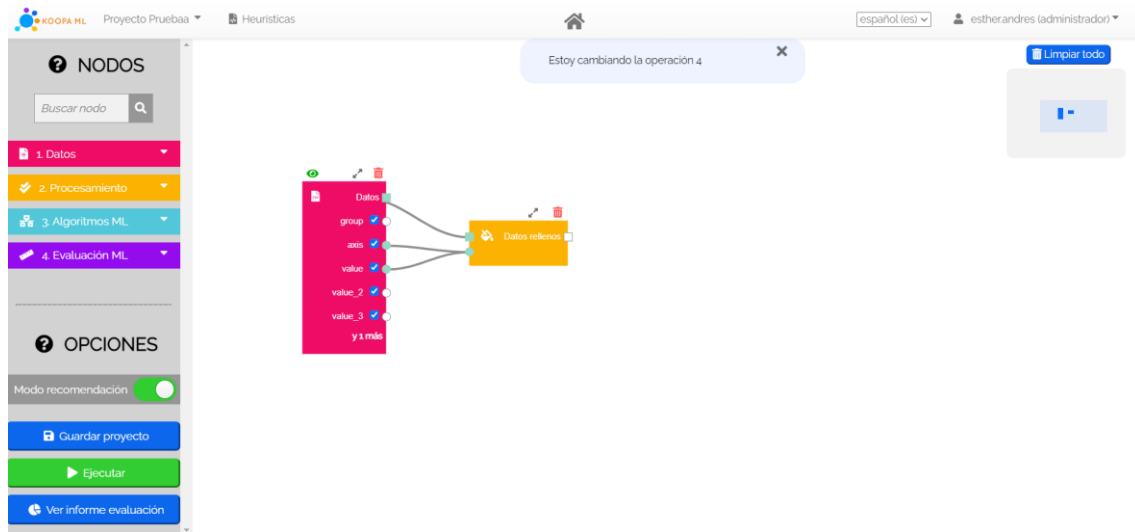 KOOPA ML
Proyecto Pruebaa
Heurísticas
español (es)
esther.andres (administrador)
NODOS
Buscar nodo
1. Datos
2. Procesamiento
3. Algoritmos ML
4. Evaluación ML
OPCIONES
Modo recomendación
Guardar proyecto
Ejecutar
Ver informe evaluación
Estoy cambiando la operación 4
Limpiar todo
Datos
group
axis
value
value_2
value_3
y 1 más
Datos rellenos